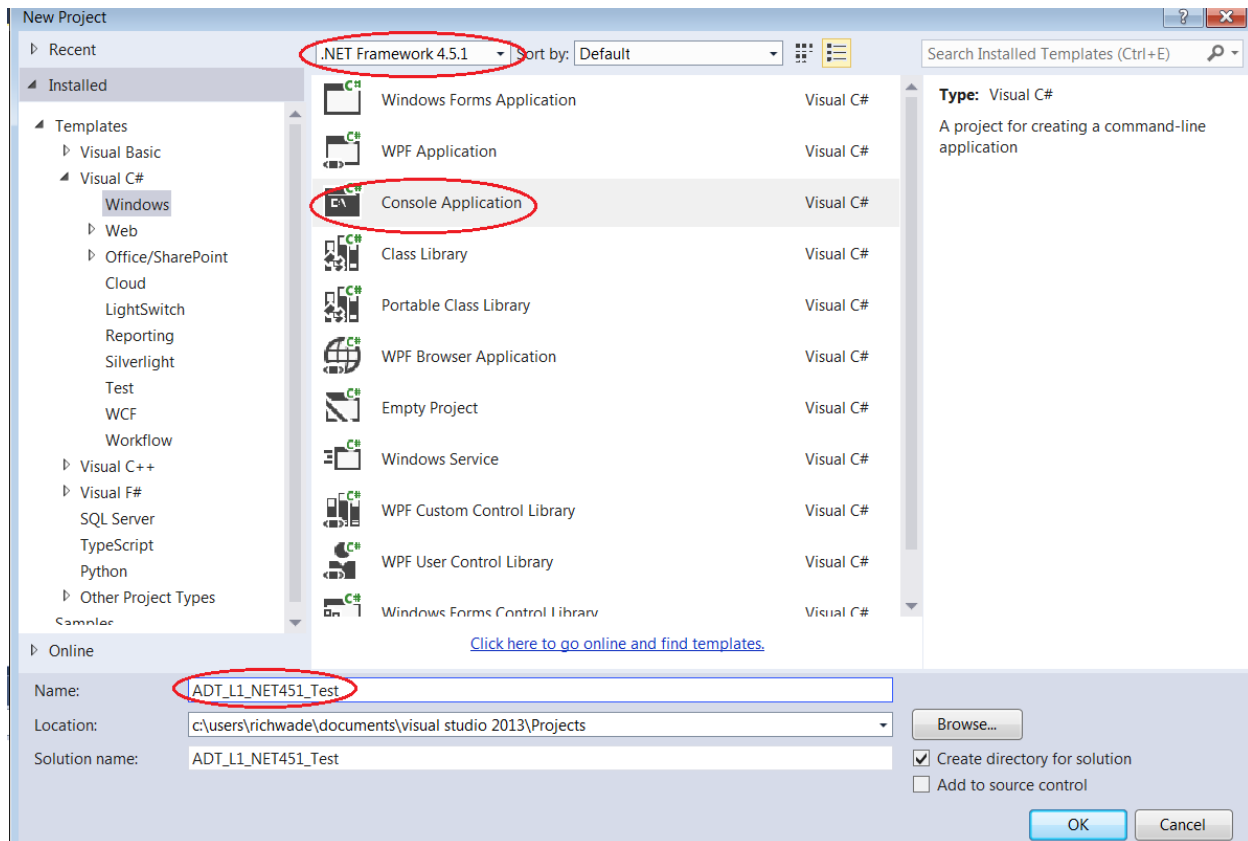 New Project
Recent
.NET Framework 4.5.1
Sort by: Default
Search Installed Templates (Ctrl+E)
Installed
Templates
Visual Basic
Visual C#
Windows
Web
Office/SharePoint
Cloud
LightSwitch
Reporting
Silverlight
Test
WCF
Workflow
Visual C++
Visual F#
SQL Server
TypeScript
Python
Other Project Types
Samples
Online
C# Windows Forms Application Visual C#
C# WPF Application Visual C#
C# C:\ Console Application Visual C#
C# Class Library Visual C#
C# Portable Class Library Visual C#
C# WPF Browser Application Visual C#
C# Empty Project Visual C#
C# Windows Service Visual C#
C# WPF Custom Control Library Visual C#
C# WPF User Control Library Visual C#
C# Windows Forms Control Library Visual C#
Click here to go online and find templates.
Type: Visual C#
A project for creating a command-line
application
Name: ADT_L1_NET451_Test
Location: c:\users\richwade\documents\visual studio 2013\Projects
Browse...
Solution name: ADT_L1_NET451_Test
Create directory for solution
Add to source control
OK Cancel